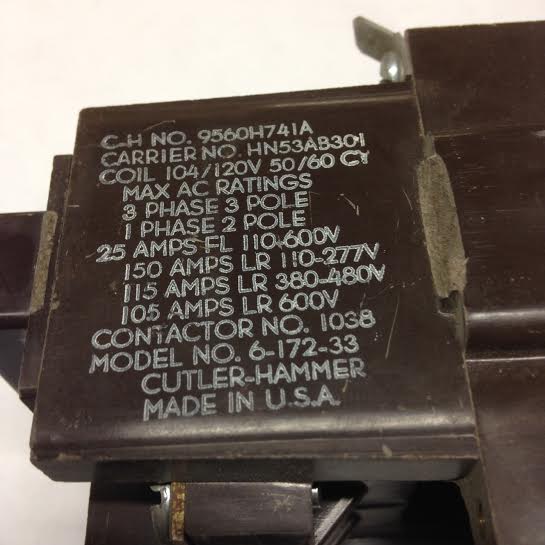 C-H NO. 9560H741A
CARRIER NO. HN53AB301
COIL 104/120V 50/60 CY
MAX AC RATINGS
3 PHASE 3 POLE
1 PHASE 2 POLE
25 AMPS FL 110-600V
150 AMPS LR 110-277V
115 AMPS LR 380-480V
105 AMPS LR 600V
CONTACTOR NO. 1038
MODEL NO. 6-172-33
CUTLER-HAMMER
MADE IN U.S.A.